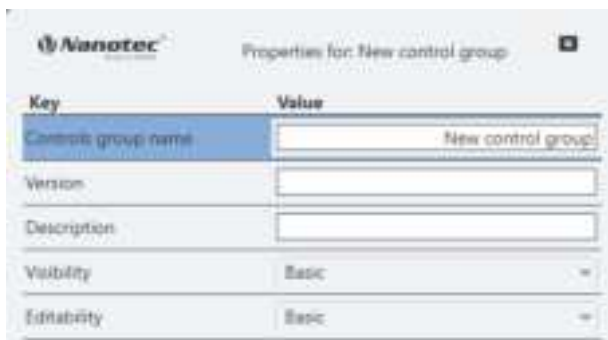 Nanotec
Properties for: New control group
Key Value
Controls group name New control group
Version
Description
Visibility Basic
Editability Basic